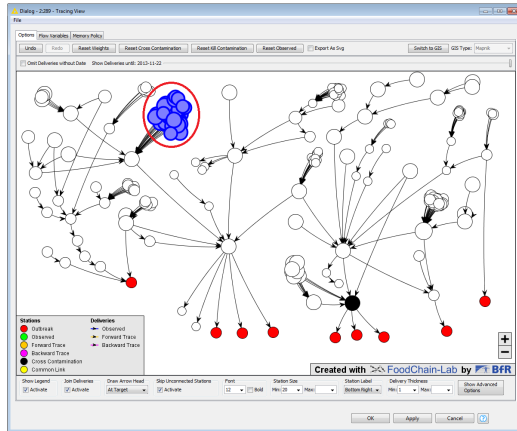 Dialog - 2:289 - Tracing View
File
Options Flow Variables Memory Policy
Undo Redo Reset Weights Reset Cross Contamination Reset Kill Contamination Reset Observed Export As Svg Switch to GIS GIS Type: Mapnik
Omit Deliveries without Date Show Deliveries until: 2013-11-22
Stations Deliveries
Outbreak Observed
Observed Forward Trace
Forward Trace Backward Trace
Backward Trace
Cross Contamination
Common Link
+
-
Created with FoodChain-Lab by BfR
Show Legend Join Deliveries Draw Arrow Head Skip Unconnected Stations Font Station Size Station Label Delivery Thickness
Activate Activate At Target Activate 12 Bold Min: 20 Max: Bottom Right Min: 1 Max: Show Advanced Options
OK Apply Cancel ?